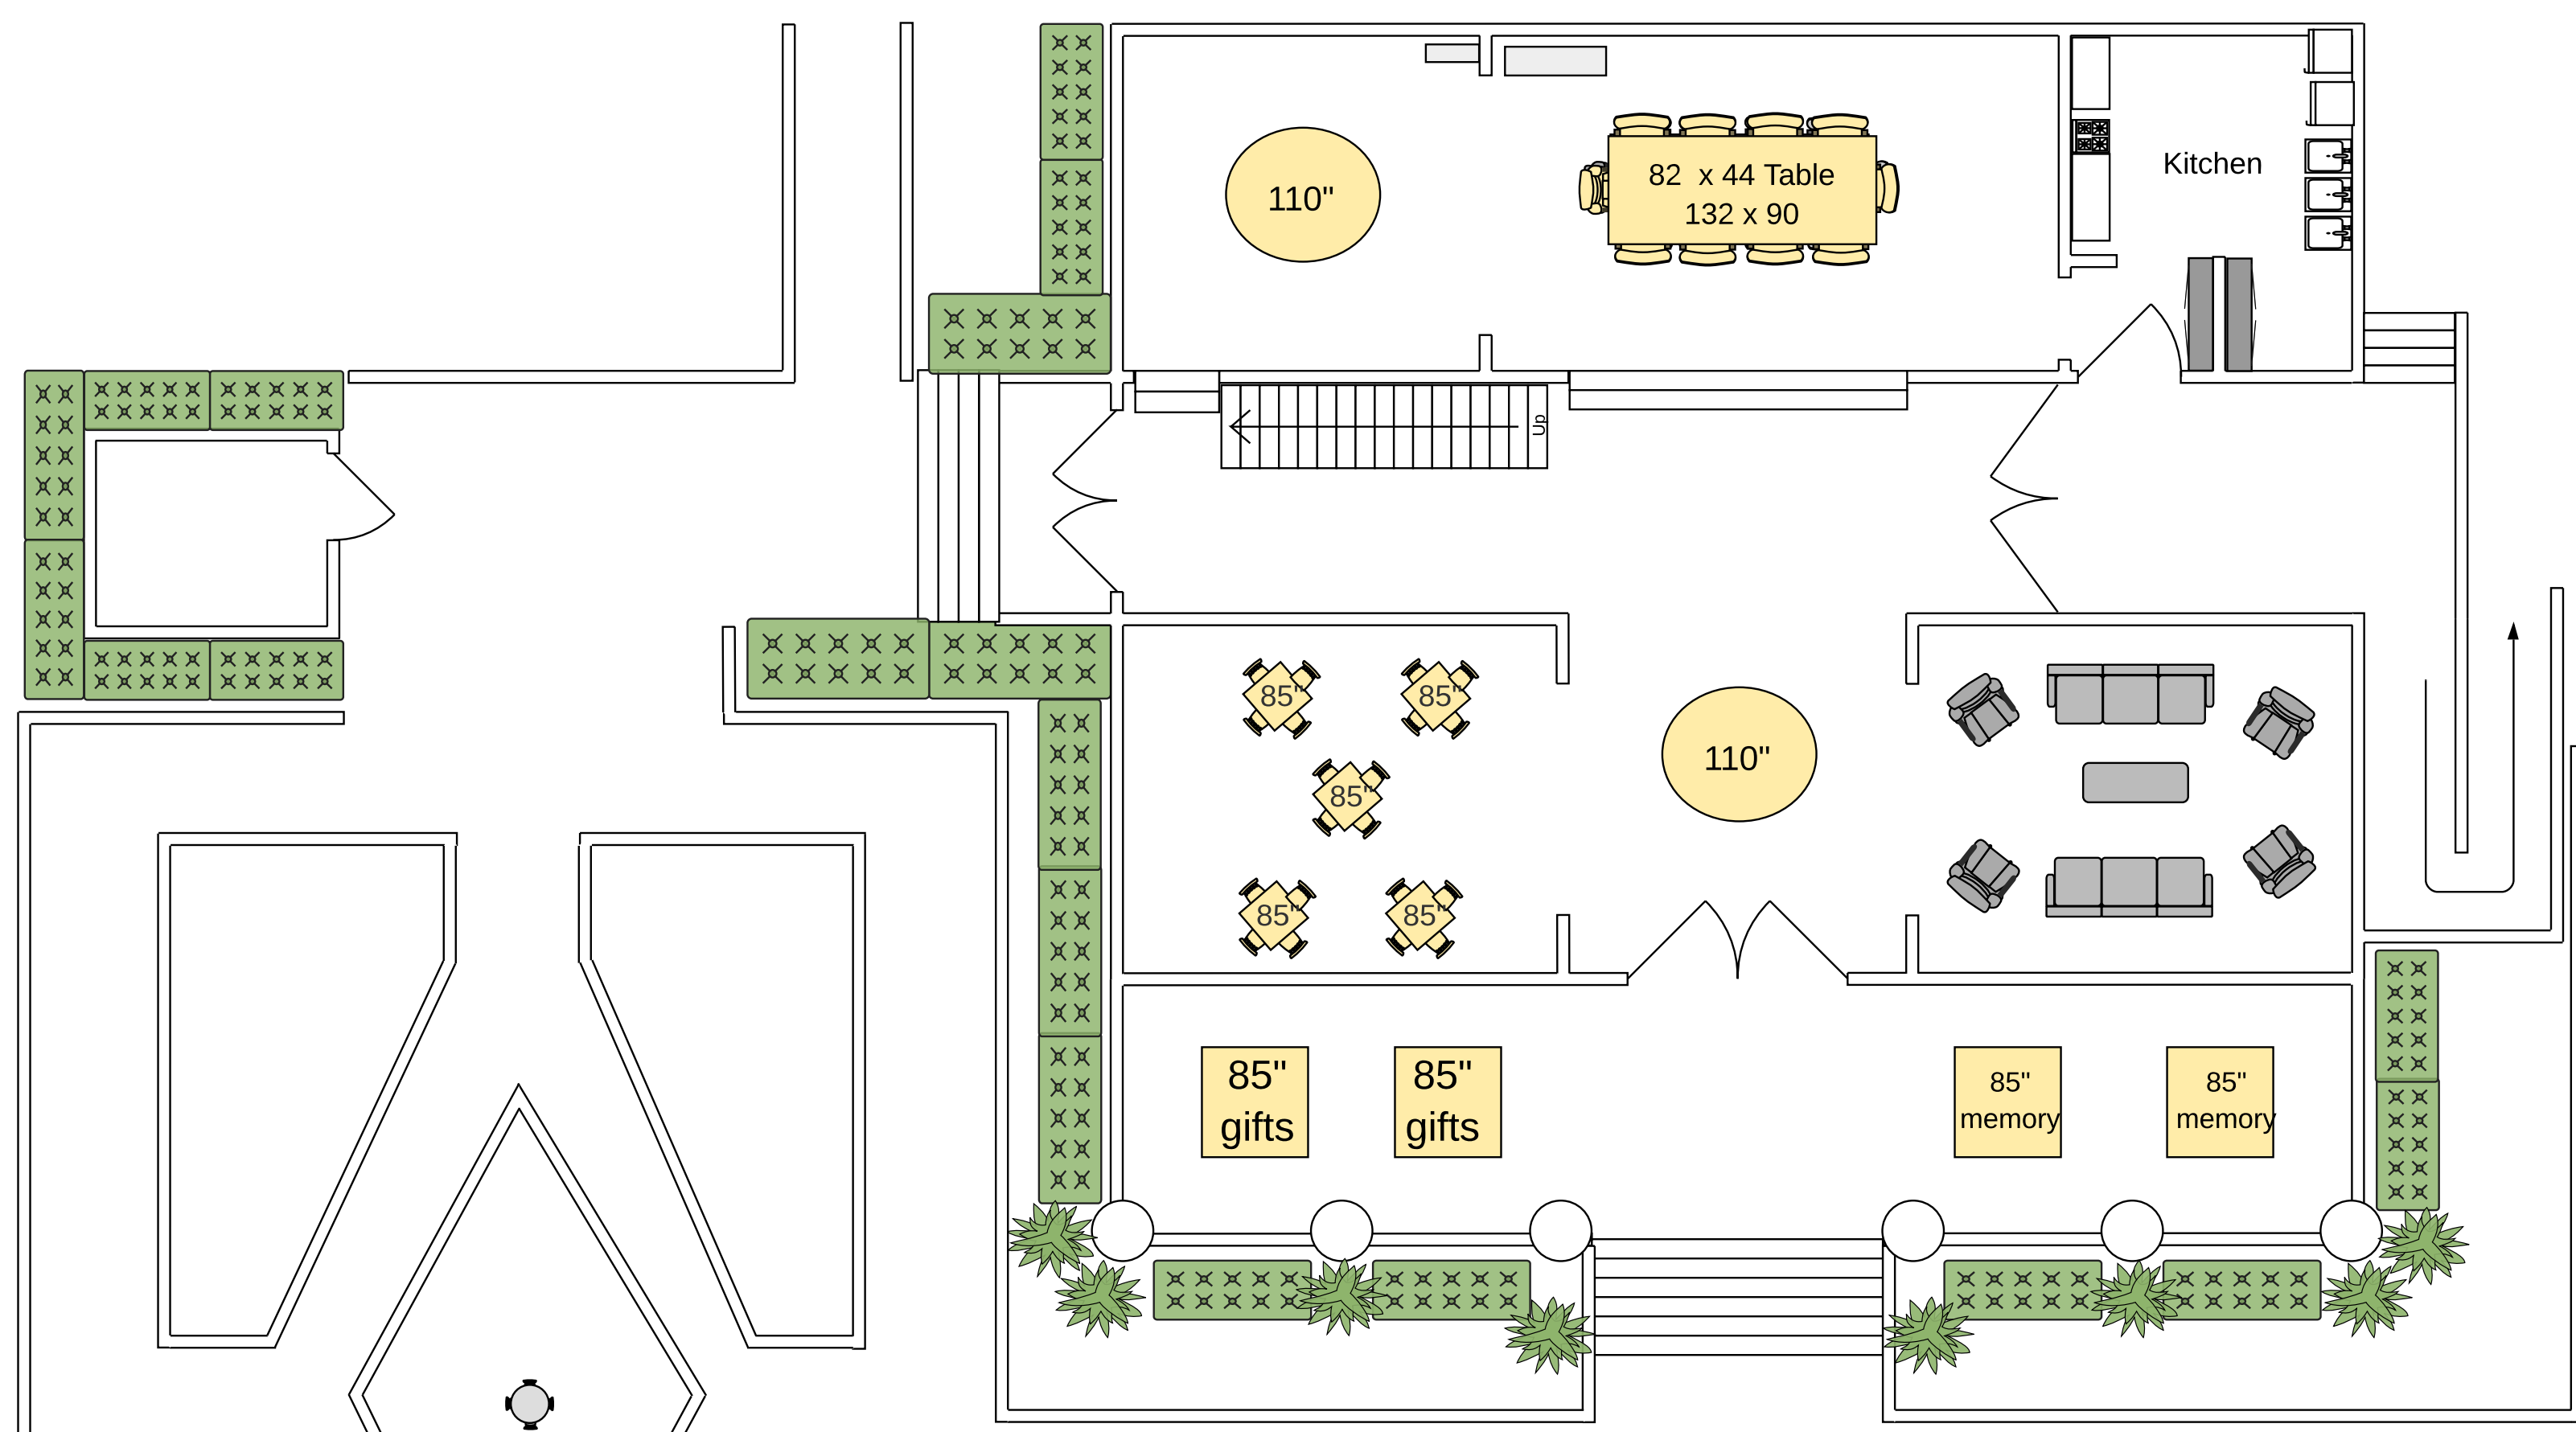 110"
82 x 44 Table
132 x 90
Kitchen
Up
85"
85"
85"
110"
85"
85"
85"
gifts
85"
gifts
85"
memory
85"
memory